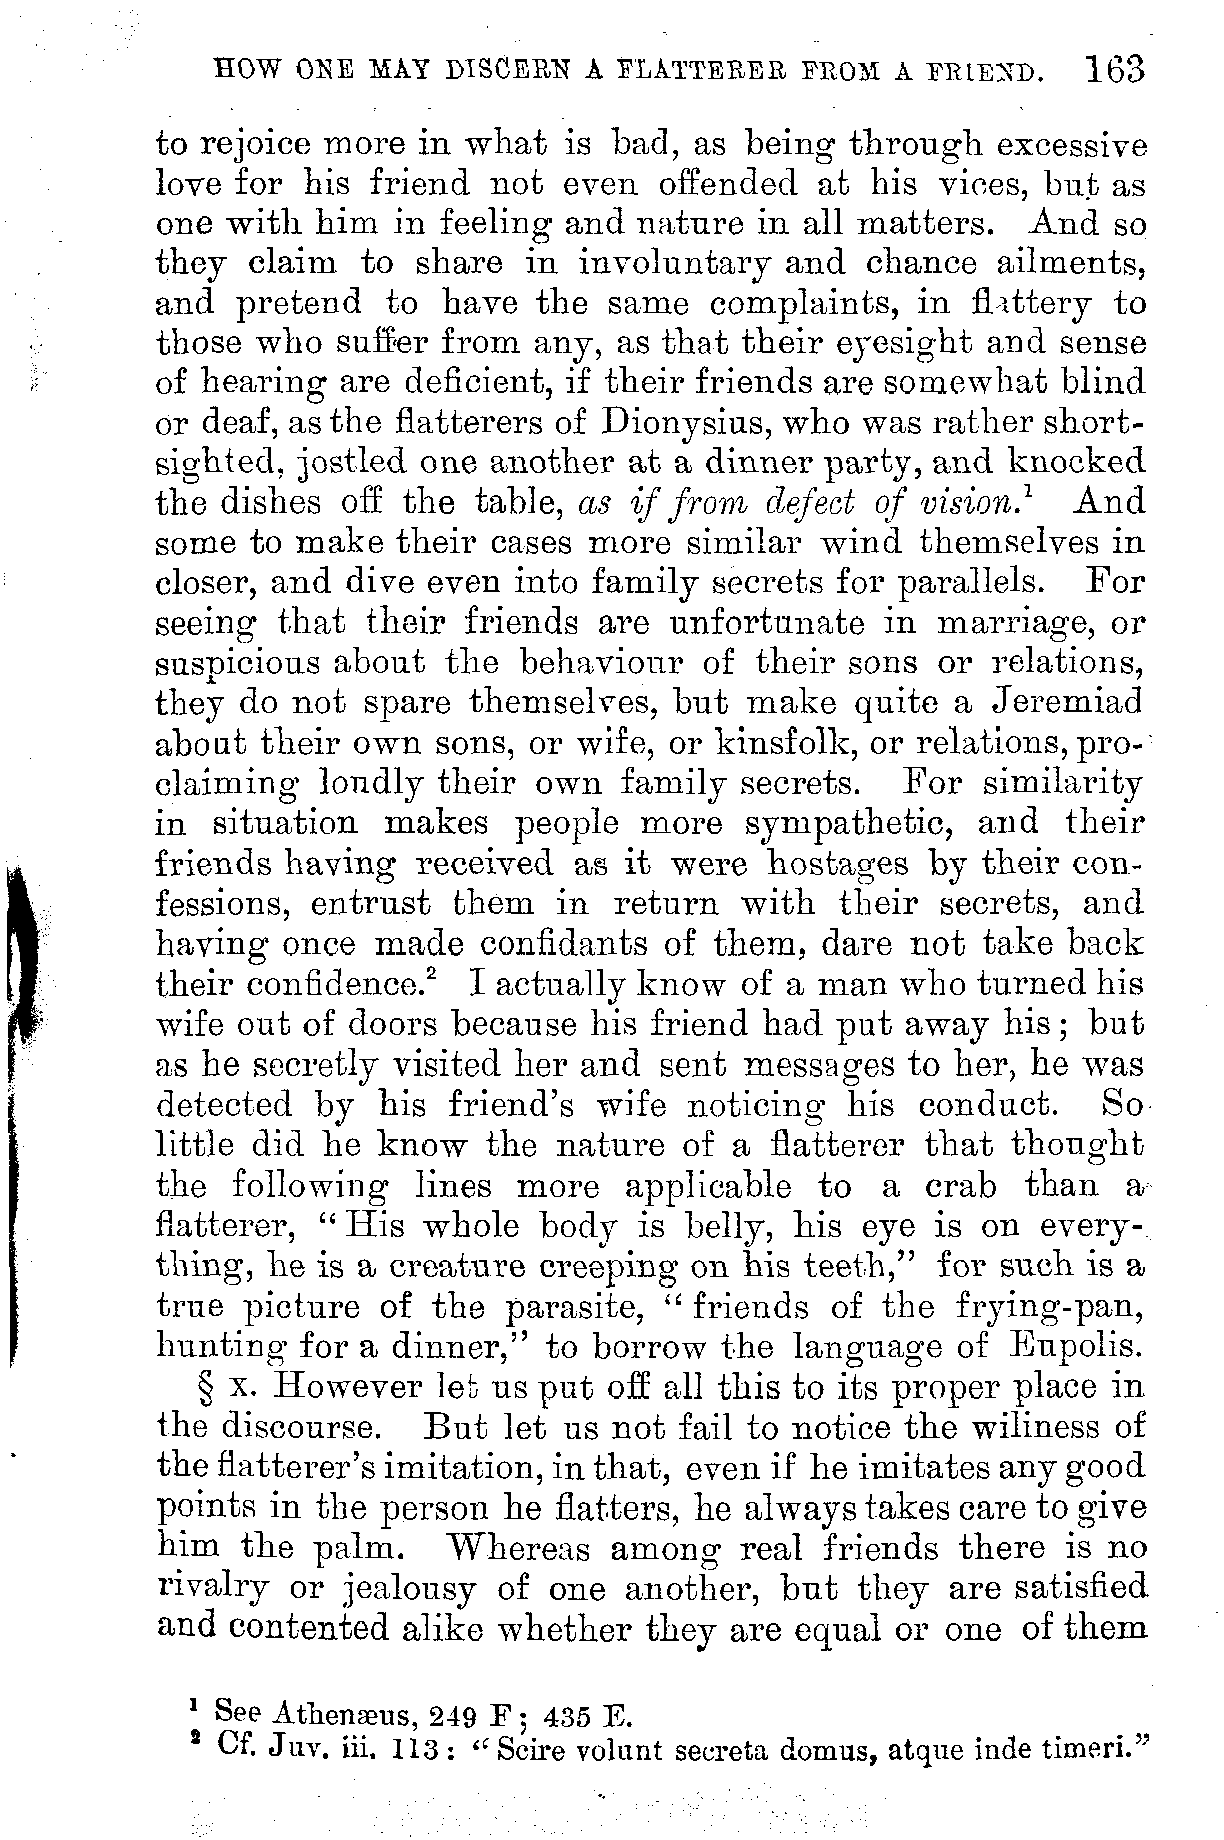 HOW ONE MAY DISCERN A FLATTERER FROM A FRIEND. 163
to rejoice more in what is bad, as being through excessive
love for his friend not even offended at his vices, but as
one with him in feeling and nature in all matters. And so
they claim to share in involuntary and chance ailments,
and pretend to have the same complaints, in flattery to
those who suffer from any, as that their eyesight and sense
of hearing are deficient, if their friends are somewhat blind
or deaf, as the flatterers of Dionysius, who was rather short-
sighted, jostled one another at a dinner party, and knocked
the dishes off the table, as if from defect of vision.¹ And
some to make their cases more similar wind themselves in
closer, and dive even into family secrets for parallels. For
seeing that their friends are unfortunate in marriage, or
suspicious about the behaviour of their sons or relations,
they do not spare themselves, but make quite a Jeremiad
about their own sons, or wife, or kinsfolk, or relations, pro-
claiming loudly their own family secrets. For similarity
in situation makes people more sympathetic, and their
friends having received as it were hostages by their con-
fessions, entrust them in return with their secrets, and
having once made confidants of them, dare not take back
their confidence.² I actually know of a man who turned his
wife out of doors because his friend had put away his; but
as he secretly visited her and sent messages to her, he was
detected by his friend's wife noticing his conduct. So
little did he know the nature of a flatterer that thought
the following lines more applicable to a crab than a
flatterer, "His whole body is belly, his eye is on every-
thing, he is a creature creeping on his teeth," for such is a
true picture of the parasite, "friends of the frying-pan,
hunting for a dinner," to borrow the language of Eupolis.
§ x. However let us put off all this to its proper place in
the discourse. But let us not fail to notice the wiliness of
the flatterer's imitation, in that, even if he imitates any good
points in the person he flatters, he always takes care to give
him the palm. Whereas among real friends there is no
rivalry or jealousy of one another, but they are satisfied
and contented alike whether they are equal or one of them
¹ See Athenæus, 249 F; 435 E.
² Cf. Juv. iii. 113: "Scire volunt secreta domus, atque inde timeri."